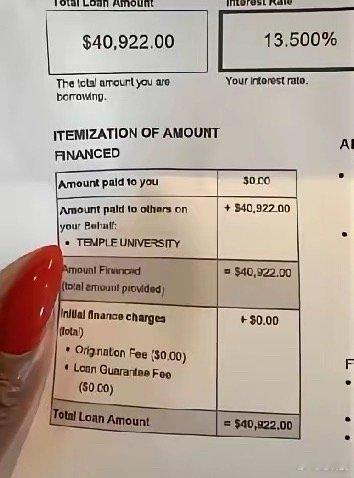 Total Loan Amount
Interest Rate
$40,922.00
13.500%
The total amount you are
borrowing.
Your interest rate.
ITEMIZATION OF AMOUNT
FINANCED
Amount paid to you
$0.00
Amount paid to others on
your Behalf:
• TEMPLE UNIVERSITY
+ $40,922.00
Amount Financed
(total amount provided)
= $40,922.00
Initial finance charges
(total)
• Origination Fee ($0.00)
• Loan Guarantee Fee
($0.00)
+ $0.00
Total Loan Amount
= $40,922.00